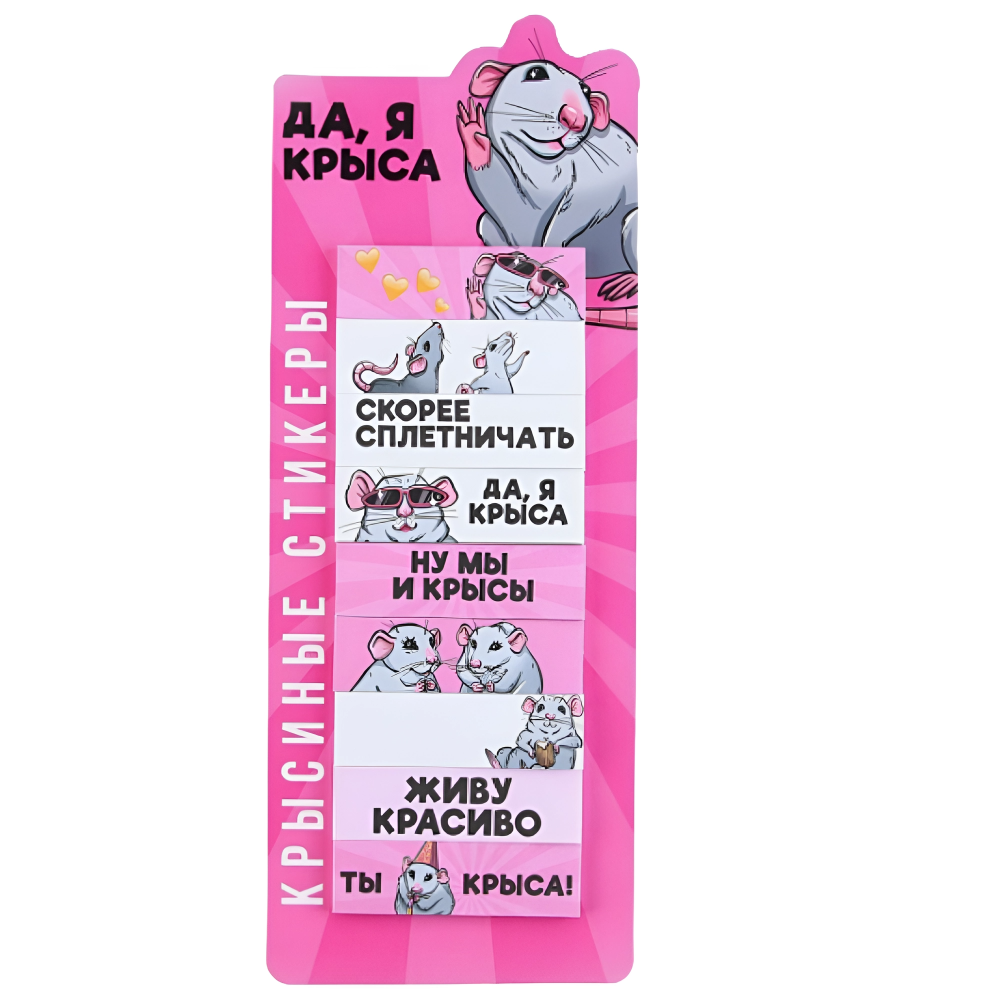 ДА, Я
КРЫСА
КРЫСИНЫЕ СТИКЕРЫ
СКОРЕЕ
СПЛЕТНИЧАТЬ
ДА, Я
КРЫСА
НУ МЫ
И КРЫСЫ
ЖИВУ
КРАСИВО
ТЫ КРЫСА!